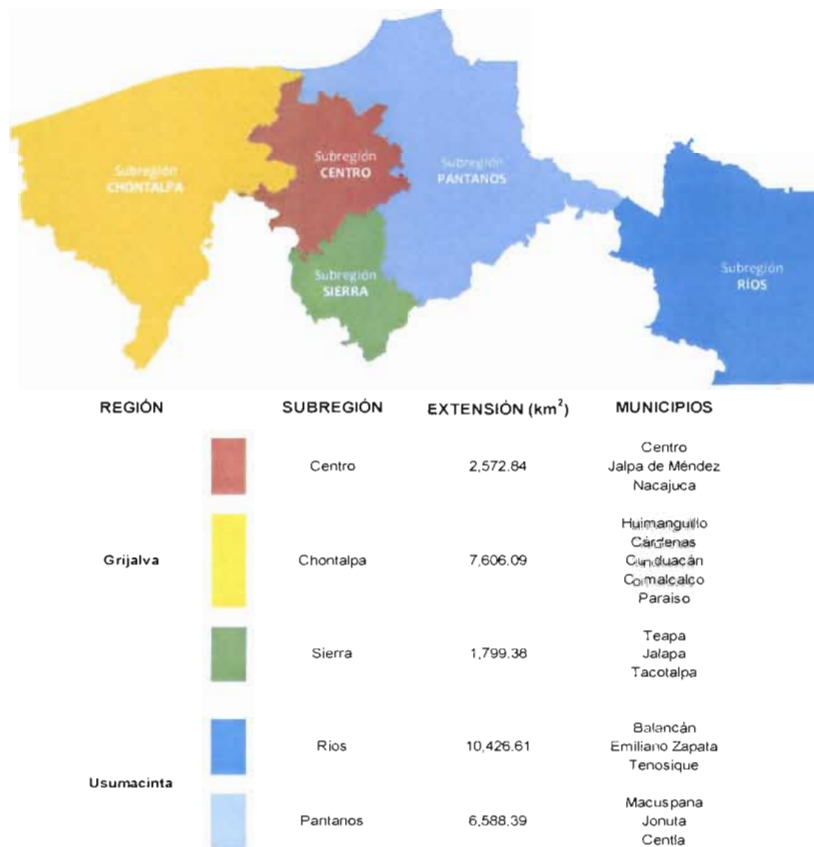 Subregión
CHONTALPA
Subregión
CENTRO
Subregión
PANTANOS
Subregión
SIERRA
Subregión
RÍOS
REGIÓN SUBREGIÓN EXTENSIÓN (km²) MUNICIPIOS
Grijalva
Centro 2,572.84
Centro
Jalpa de Méndez
Nacajuca
Chontalpa 7,606.09
Huimanguillo
Cárdenas
Cunduacán
Comalcalco
Paraiso
Sierra 1,799.38
Teapa
Jalapa
Tacotalpa
Usumacinta
Ríos 10,426.61
Balancán
Emiliano Zapata
Tenosique
Pantanos 6,588.39
Macuspana
Jonuta
Centla